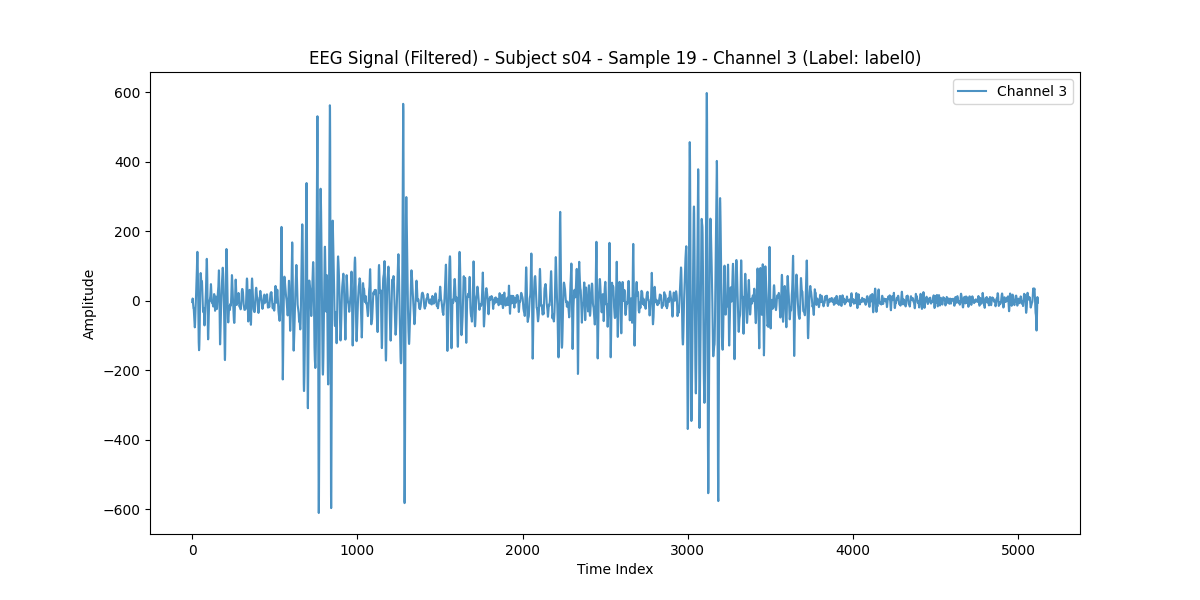 EEG Signal (Filtered) - Subject s04 - Sample 19 - Channel 3 (Label: label0)
Channel 3
600
400
200
0
−200
−400
−600
Amplitude
0 1000 2000 3000 4000 5000
Time Index